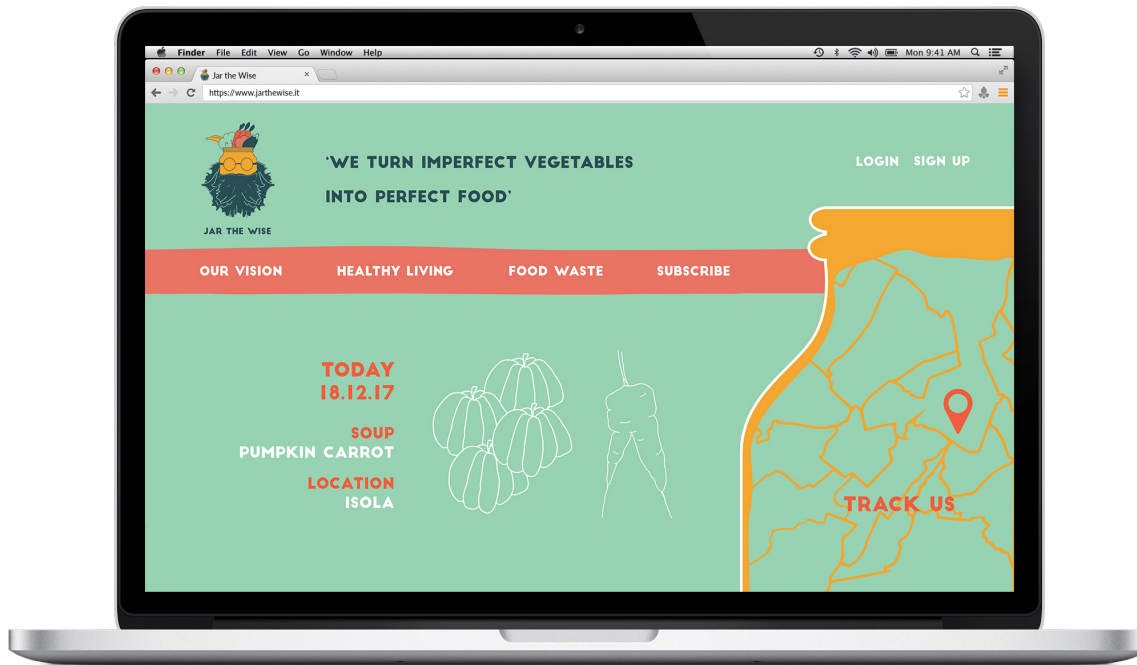 Finder File Edit View Go Window Help
Mon 9:41 AM
Jar the Wise
https://www.jarthewise.it
'WE TURN IMPERFECT VEGETABLES
INTO PERFECT FOOD'
LOGIN SIGN UP
JAR THE WISE
OUR VISION HEALTHY LIVING FOOD WASTE SUBSCRIBE
TODAY
18.12.17
SOUP
PUMPKIN CARROT
LOCATION
ISOLA
TRACK US